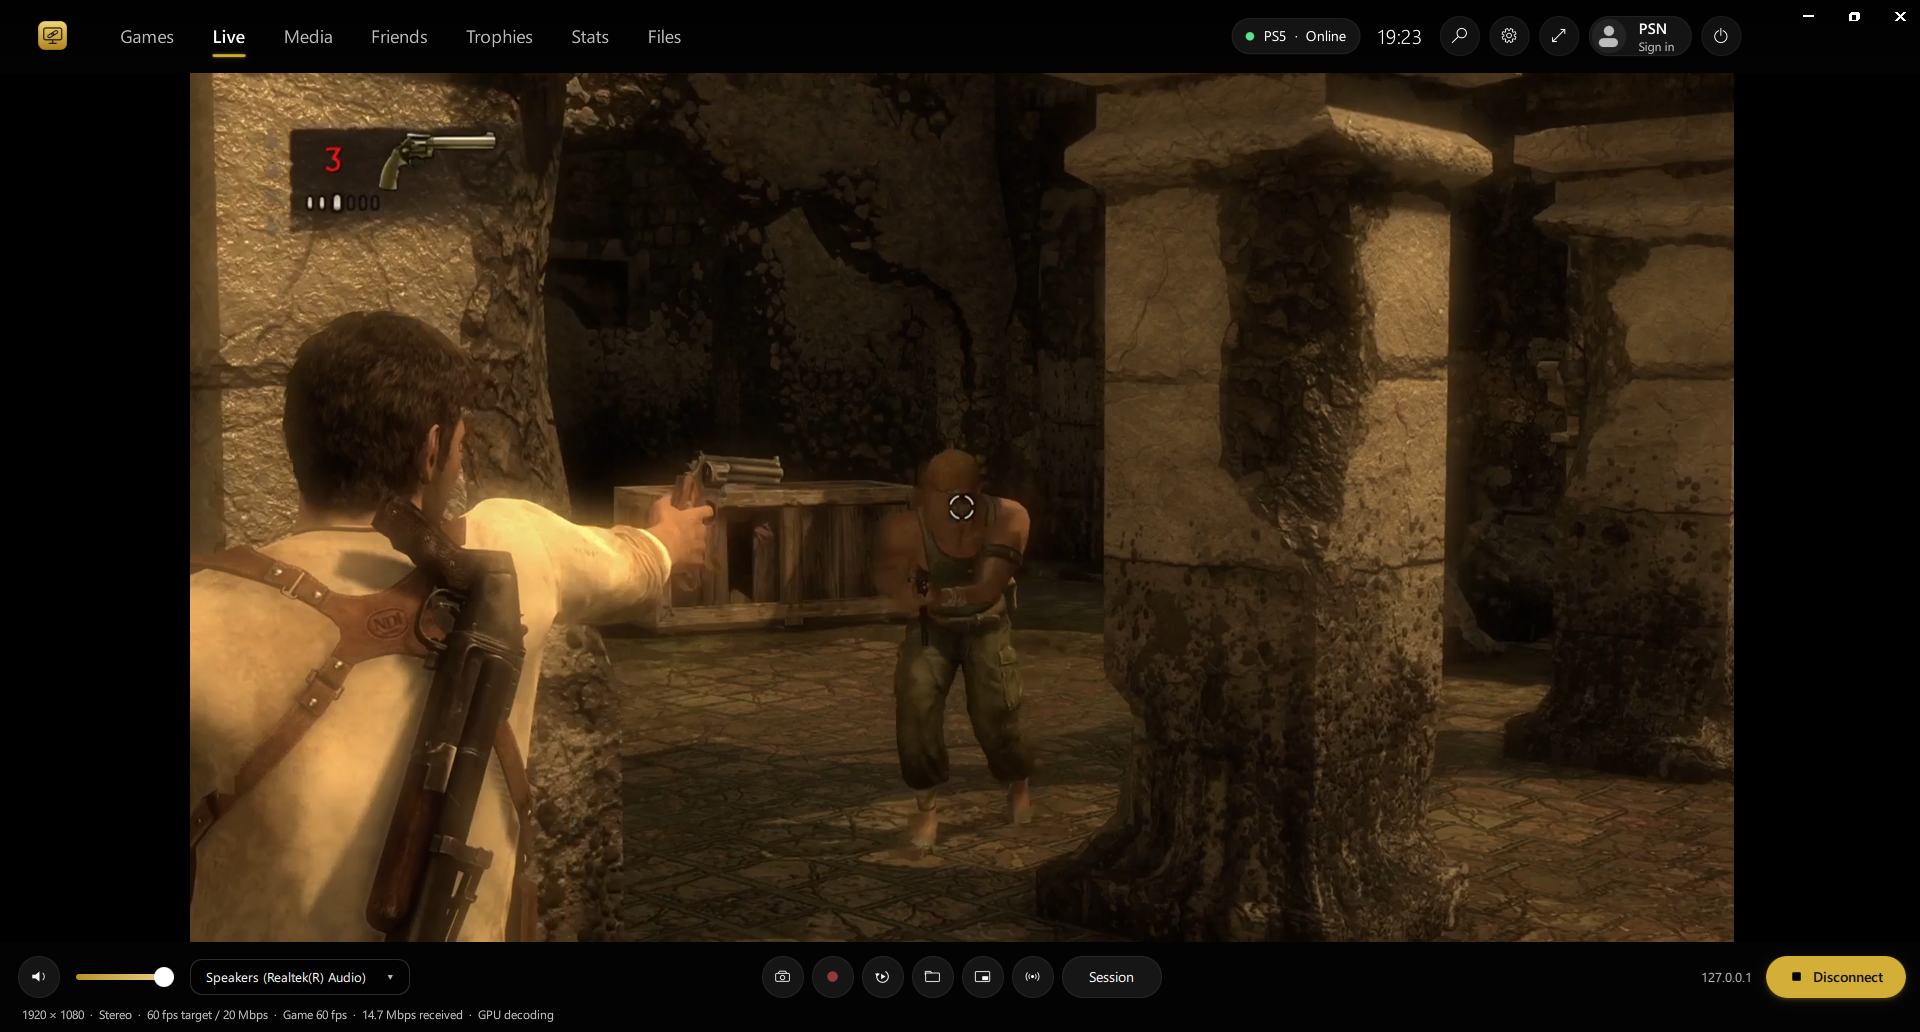 Games Live Media Friends Trophies Stats Files
PS5 · Online 19:23 PSN
Sign in
3
NDI
Speakers (Realtek(R) Audio)
Session
127.0.0.1 Disconnect
1920 × 1080 · Stereo · 60 fps target / 20 Mbps · Game 60 fps · 14.7 Mbps received · GPU decoding